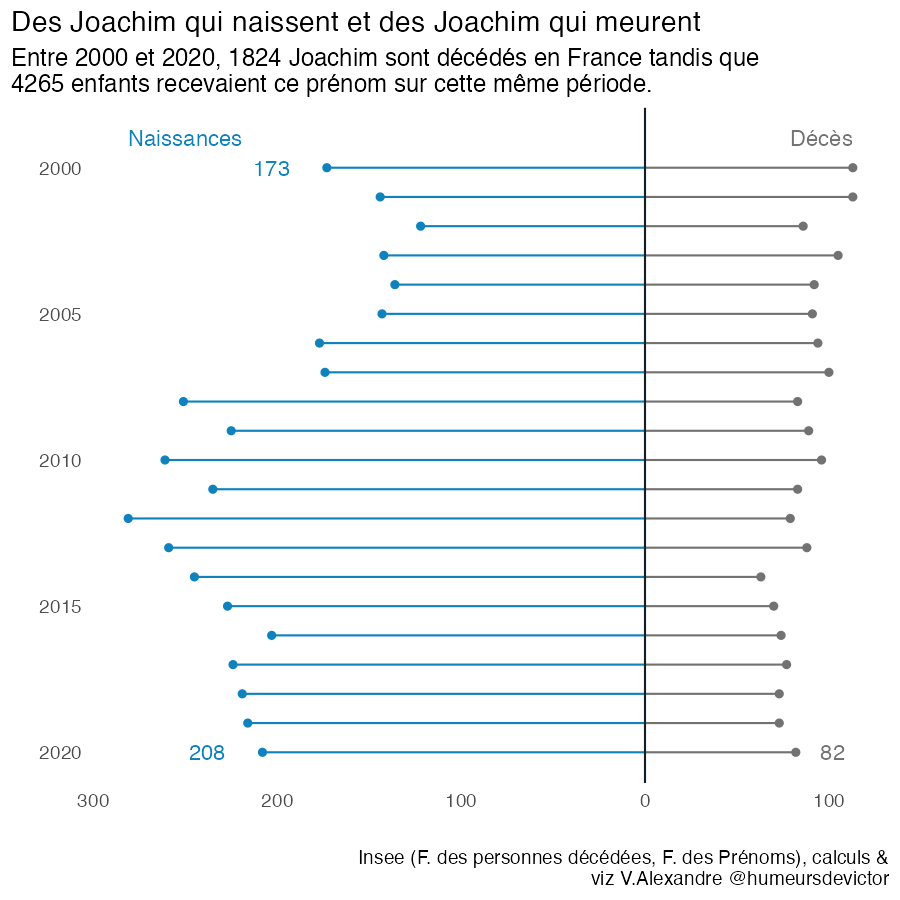 Des Joachim qui naissent et des Joachim qui meurent
Entre 2000 et 2020, 1824 Joachim sont décédés en France tandis que
4265 enfants recevaient ce prénom sur cette même période.
Naissances
Décès
2000
173
2005
2010
2015
2020
208
82
300
200
100
0
100
Insee (F. des personnes décédées, F. des Prénoms), calculs &
viz V.Alexandre @humeursdevictor